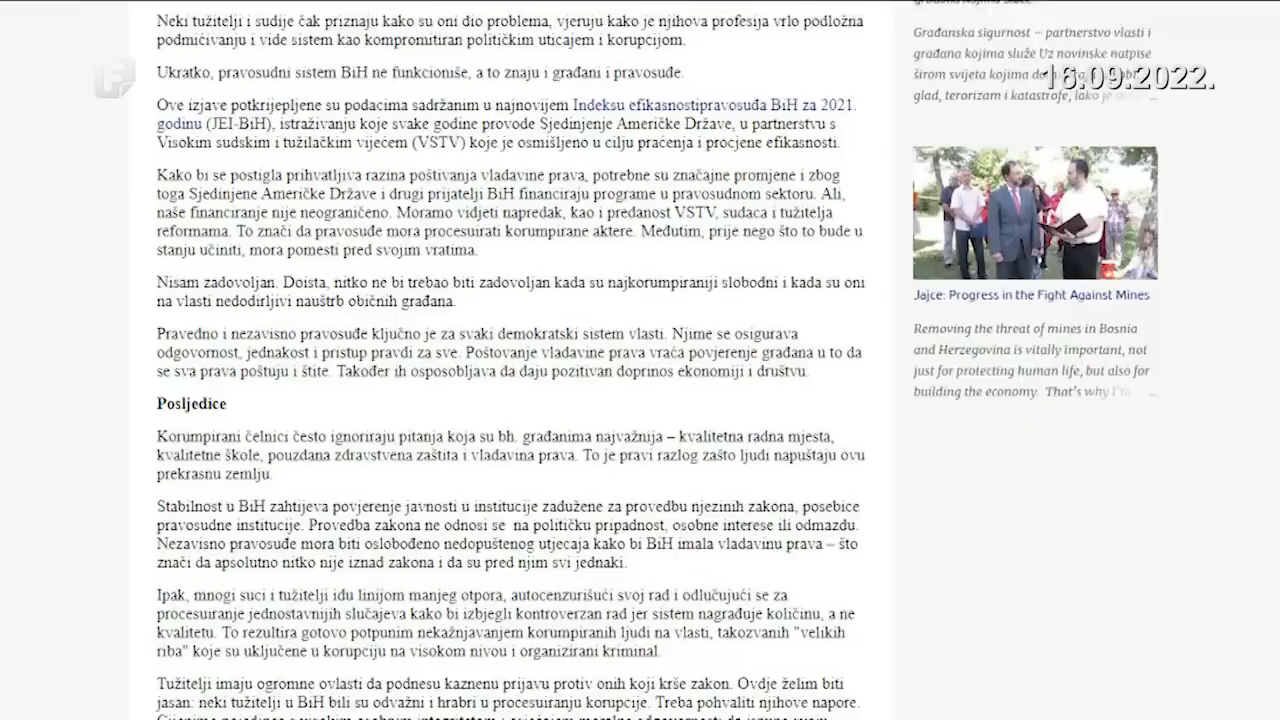 Neki tužitelji i sudije čak priznaju kako su oni dio problema, vjeruju kako je njihova profesija vrlo podložna
podmićivanju i vide sistem kao kompromitiran političkim uticajem i korupcijom.
Ukratko, pravosudni sistem BiH ne funkcioniše, a to znaju i građani i pravosuđe.
Ove izjave potkrijepljene su podacima sadržanim u najnovijem Indeksu efikasnostipravosuđa BiH za 2021.
godinu (JEI-BiH), istraživanju koje svake godine provode Sjedinjenje Američke Države, u partnerstvu s
Visokim sudskim i tužilačkim vijećem (VSTV) koje je osmišljeno u cilju praćenja i procjene efikasnosti.
Kako bi se postigla prihvatljiva razina poštivanja vladavine prava, potrebne su značajne promjene i zbog
toga Sjedinjene Američke Države i drugi prijatelji BiH financiraju programe u pravosudnom sektoru. Ali,
naše financiranje nije neograničeno. Moramo vidjeti napredak, kao i predanost VSTV, sudaca i tužitelja
reformama. To znači da pravosuđe mora procesuirati korumpirane aktere. Međutim, prije nego što to bude u
stanju učiniti, mora pomesti pred svojim vratima.
Nisam zadovoljan. Doista, nitko ne bi trebao biti zadovoljan kada su najkorumpiraniji slobodni i kada su oni
na vlasti nedodirljivi nauštrb običnih građana.
Pravedno i nezavisno pravosuđe ključno je za svaki demokratski sistem vlasti. Njime se osigurava
odgovornost, jednakost i pristup pravdi za sve. Poštovanje vladavine prava vraća povjerenje građana u to da
se sva prava poštuju i štite. Također ih osposobljava da daju pozitivan doprinos ekonomiji i društvu.
Posljedice
Korumpirani čelnici često ignoriraju pitanja koja su bh. građanima najvažnija – kvalitetna radna mjesta,
kvalitetne škole, pouzdana zdravstvena zaštita i vladavina prava. To je pravi razlog zašto ljudi napuštaju ovu
prekrasnu zemlju.
Stabilnost u BiH zahtijeva povjerenje javnosti u institucije zadužene za provedbu njezinih zakona, posebice
pravosudne institucije. Provedba zakona ne odnosi se na političku pripadnost, osobne interese ili odmazdu.
Nezavisno pravosuđe mora biti oslobođeno nedopuštenog utjecaja kako bi BiH imala vladavinu prava – što
znači da apsolutno nitko nije iznad zakona i da su pred njim svi jednaki.
Ipak, mnogi suci i tužitelji idu linijom manjeg otpora, autocenzurišući svoj rad i odlučujući se za
procesuiranje jednostavnijih slučajeva kako bi izbjegli kontroverzan rad jer sistem nagrađuje količinu, a ne
kvalitetu. To rezultira gotovo potpunim nekažnjavanjem korumpiranih ljudi na vlasti, takozvanih "velikih
riba" koje su uključene u korupciju na visokom nivou i organizirani kriminal.
Tužitelji imaju ogromne ovlasti da podnesu kaznenu prijavu protiv onih koji krše zakon. Ovdje želim biti
jasan: neki tužitelji u BiH bili su odvažni i hrabri u procesuiranju korupcije. Treba pohvaliti njihove napore.
Građanska sigurnost – partnerstvo vlasti i
građana kojima služe Uz novinske natpise
širom svijeta kojima
glad, terorizam i katastrofe, lako je
16.09.2022.
Jajce: Progress in the Fight Against Mines
Removing the threat of mines in Bosnia
and Herzegovina is vitally important, not
just for protecting human life, but also for
building the economy. That's why I'm ...